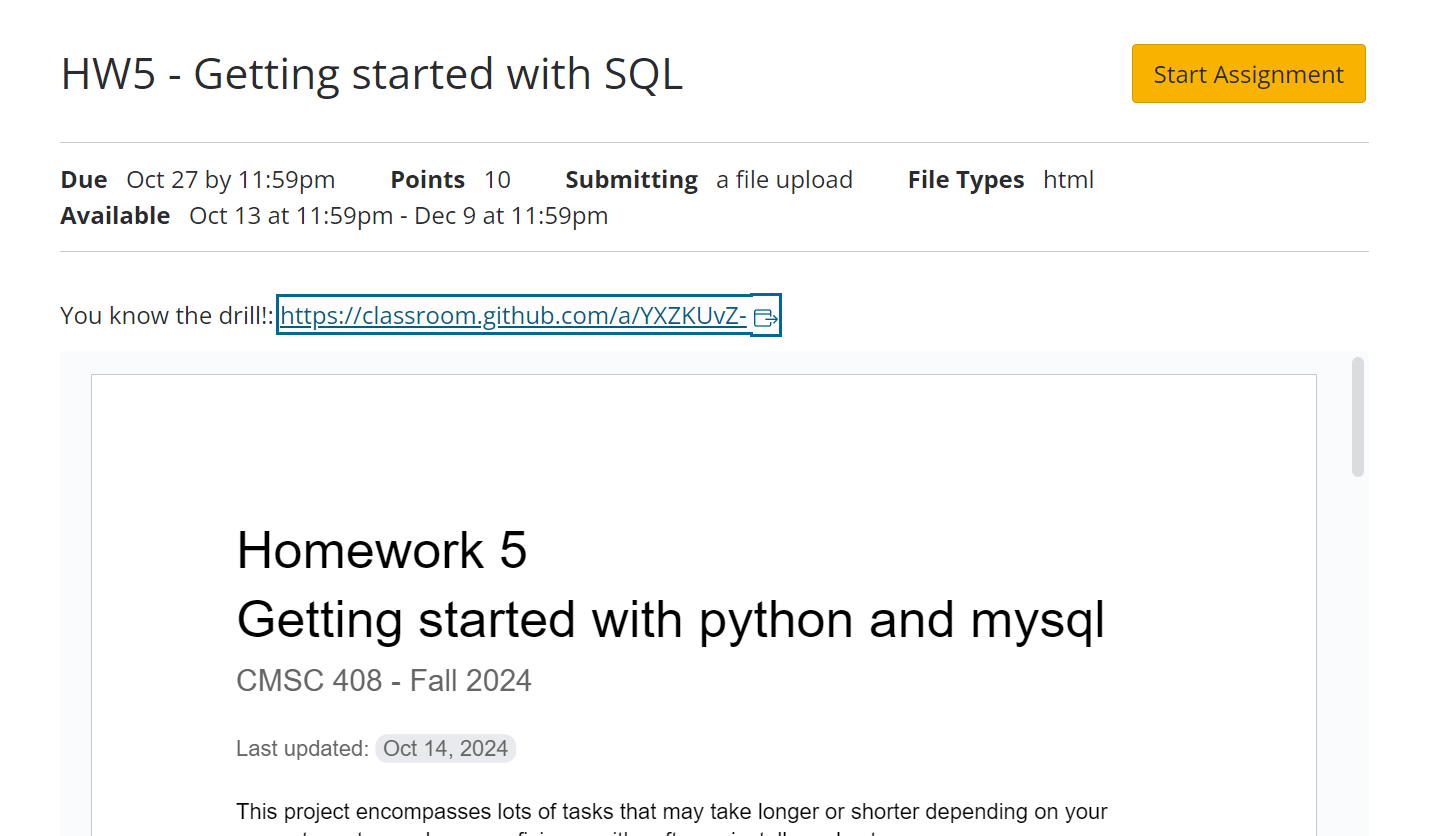 HW5 - Getting started with SQL
Start Assignment
Due Oct 27 by 11:59pm Points 10 Submitting a file upload File Types html
Available Oct 13 at 11:59pm - Dec 9 at 11:59pm
You know the drill!: https://classroom.github.com/a/YXZKUvZ-
Homework 5
Getting started with python and mysql
CMSC 408 - Fall 2024
Last updated: Oct 14, 2024
This project encompasses lots of tasks that may take longer or shorter depending on your